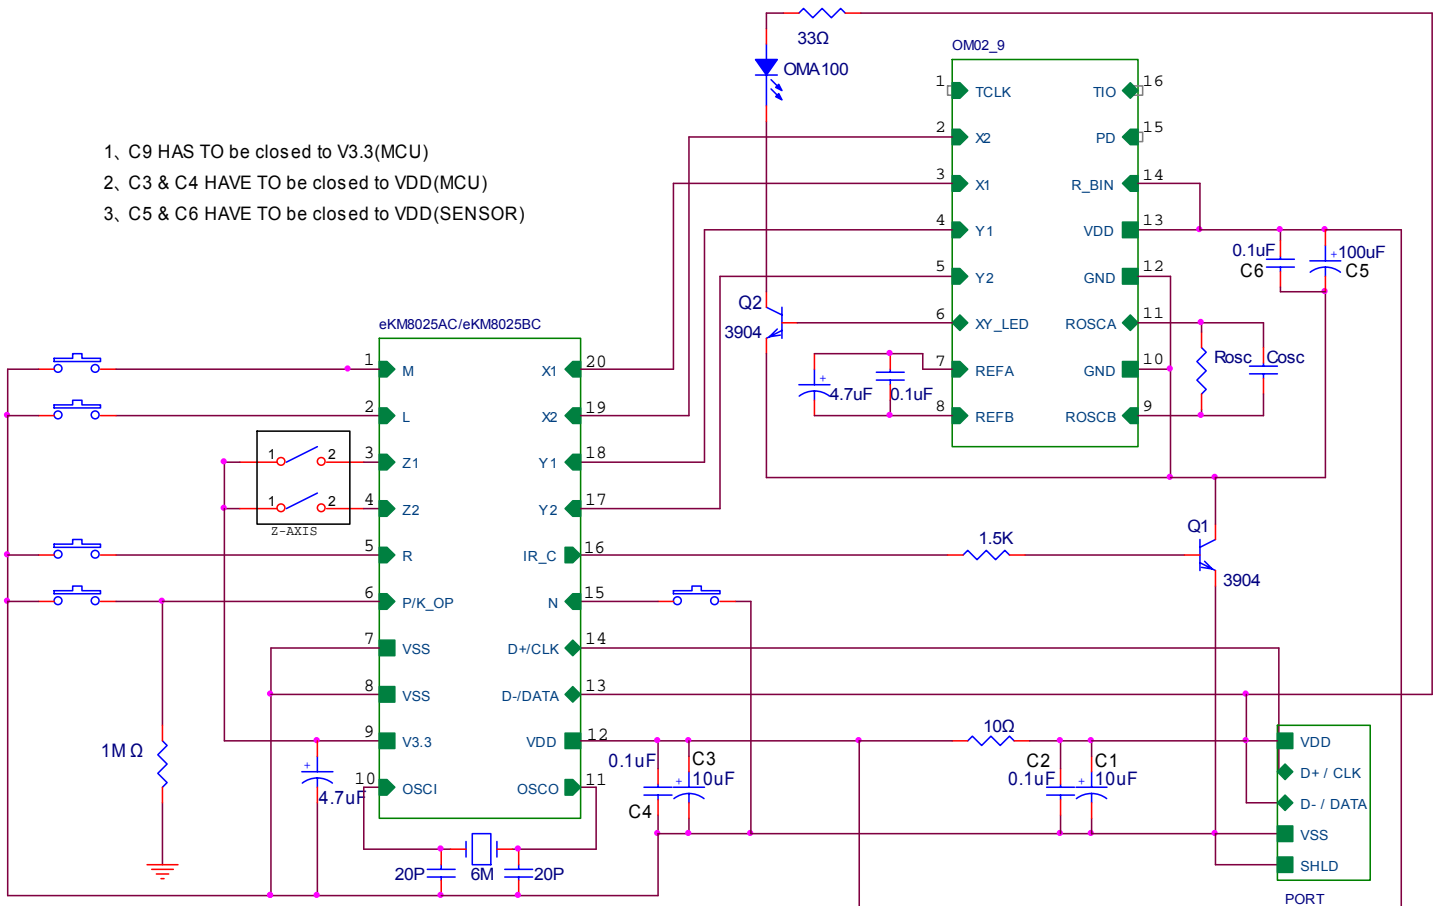 33Ω
OMA100
OM02_9
1 TCLK
2 X2
3 X1
4 Y1
5 Y2
6 XY_LED
7 REFA
8 REFB
TIO 16
PD 15
R_BIN 14
VDD 13
GND 12
ROSCA 11
GND 10
ROSCB 9
1、C9 HAS TO be closed to V3.3(MCU)
2、C3 & C4 HAVE TO be closed to VDD(MCU)
3、C5 & C6 HAVE TO be closed to VDD(SENSOR)
0.1uF
C6
+100uF
C5
Rosc
Cosc
Q2
3904
+
4.7uF
0.1uF
eKM8025AC/eKM8025BC
1 M
2 L
3 Z1
4 Z2
5 R
6 P/K_OP
7 VSS
8 VSS
9 V3.3
10 OSCI
X1 20
X2 19
Y1 18
Y2 17
IR_C 16
N 15
D+/CLK 14
D-/DATA 13
VDD 12
OSCO 11
1 2
1 2
Z-AXIS
1.5K
Q1
3904
1M Ω
+
4.7uF
20P
6M
20P
0.1uF
C4
C3
+
10uF
10Ω
C2
0.1uF
C1
+
10uF
VDD
D+ / CLK
D- / DATA
VSS
SHLD
PORT